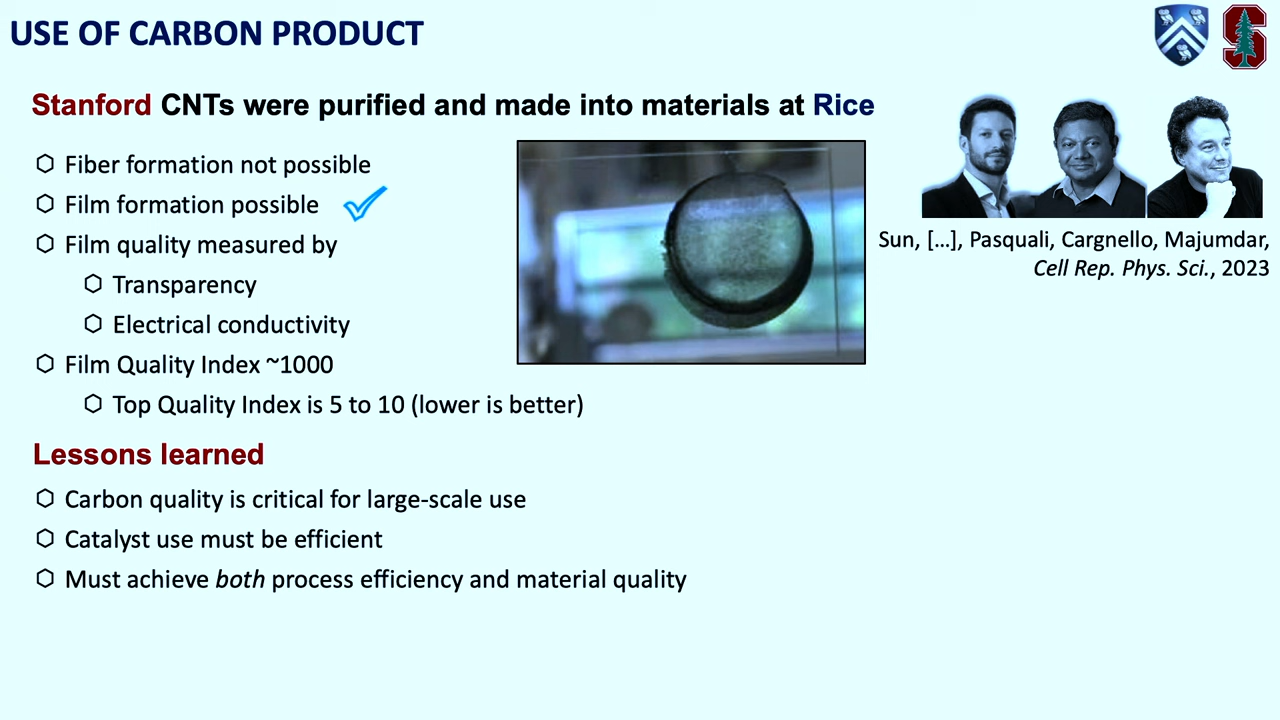 USE OF CARBON PRODUCT
Stanford CNTs were purified and made into materials at Rice
Fiber formation not possible
Film formation possible
Film quality measured by
Transparency
Electrical conductivity
Film Quality Index ~1000
Top Quality Index is 5 to 10 (lower is better)
Sun, […], Pasquali, Cargnello, Majumdar,
Cell Rep. Phys. Sci., 2023
Lessons learned
Carbon quality is critical for large-scale use
Catalyst use must be efficient
Must achieve both process efficiency and material quality